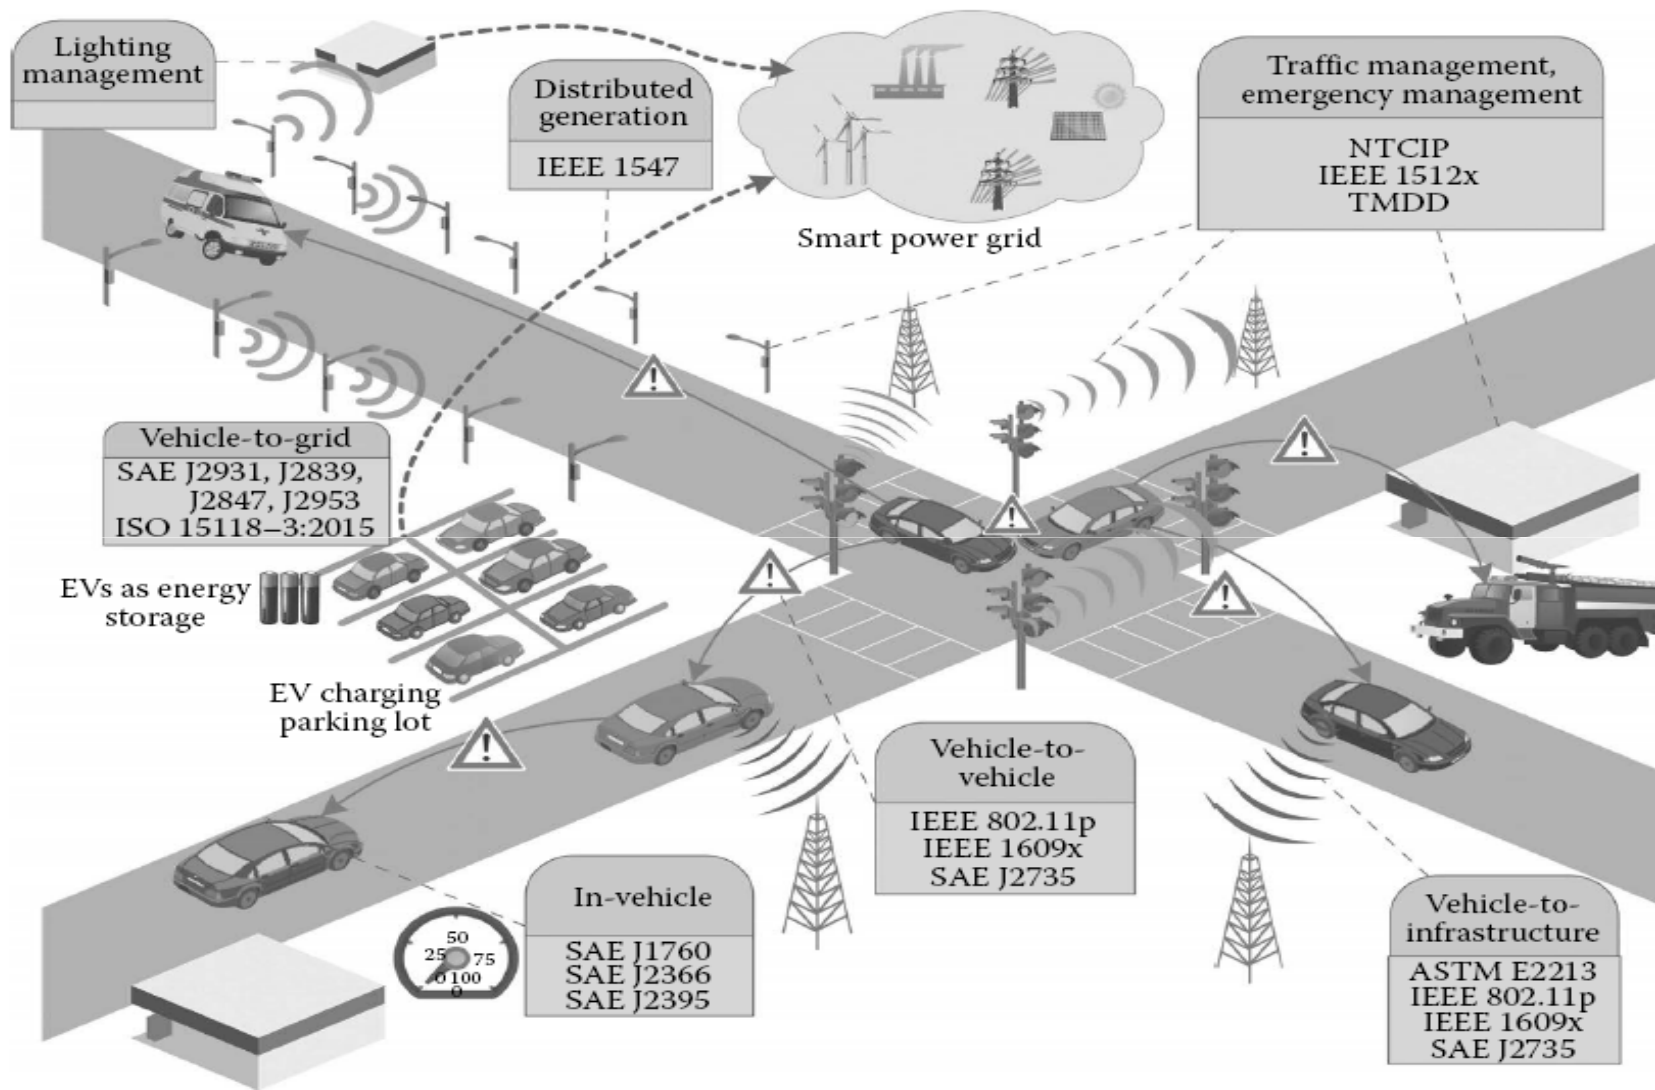 Lighting
management
Distributed
generation
IEEE 1547
Smart power grid
Traffic management,
emergency management
NTCIP
IEEE 1512x
TMDD
Vehicle-to-grid
SAE J2931, J2839,
J2847, J2953
ISO 15118–3:2015
EVs as energy
storage
EV charging
parking lot
Vehicle-to-
vehicle
IEEE 802.11p
IEEE 1609x
SAE J2735
In-vehicle
SAE J1760
SAE J2366
SAE J2395
50
25 75
0 100
0
Vehicle-to-
infrastructure
ASTM E2213
IEEE 802.11p
IEEE 1609x
SAE J2735